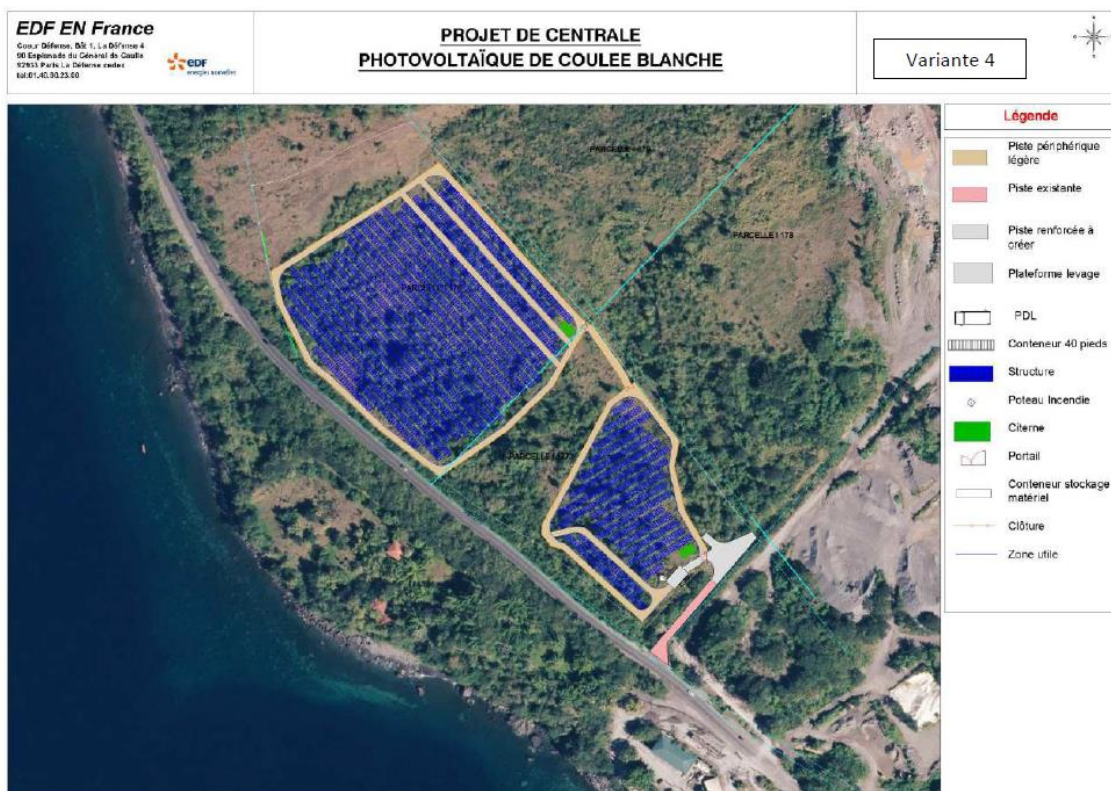 EDF EN France
Coeur Défense, Bât 1, La Défense 4
90 Esplanade du Général de Gaulle
92933 Paris La Défense cedex
tel:01.40.90.23.00
edF
énergies nouvelles
PROJET DE CENTRALE
PHOTOVOLTAÏQUE DE COULEE BLANCHE
Variante 4
Légende
Piste périphérique
légère
Piste existante
Piste renforcée à
créer
Plateforme levage
PDL
Conteneur 40 pieds
Structure
Poteau Incendie
Citerne
Portail
Conteneur stockage
matériel
Clôture
Zone utile
PARCELLE I 178